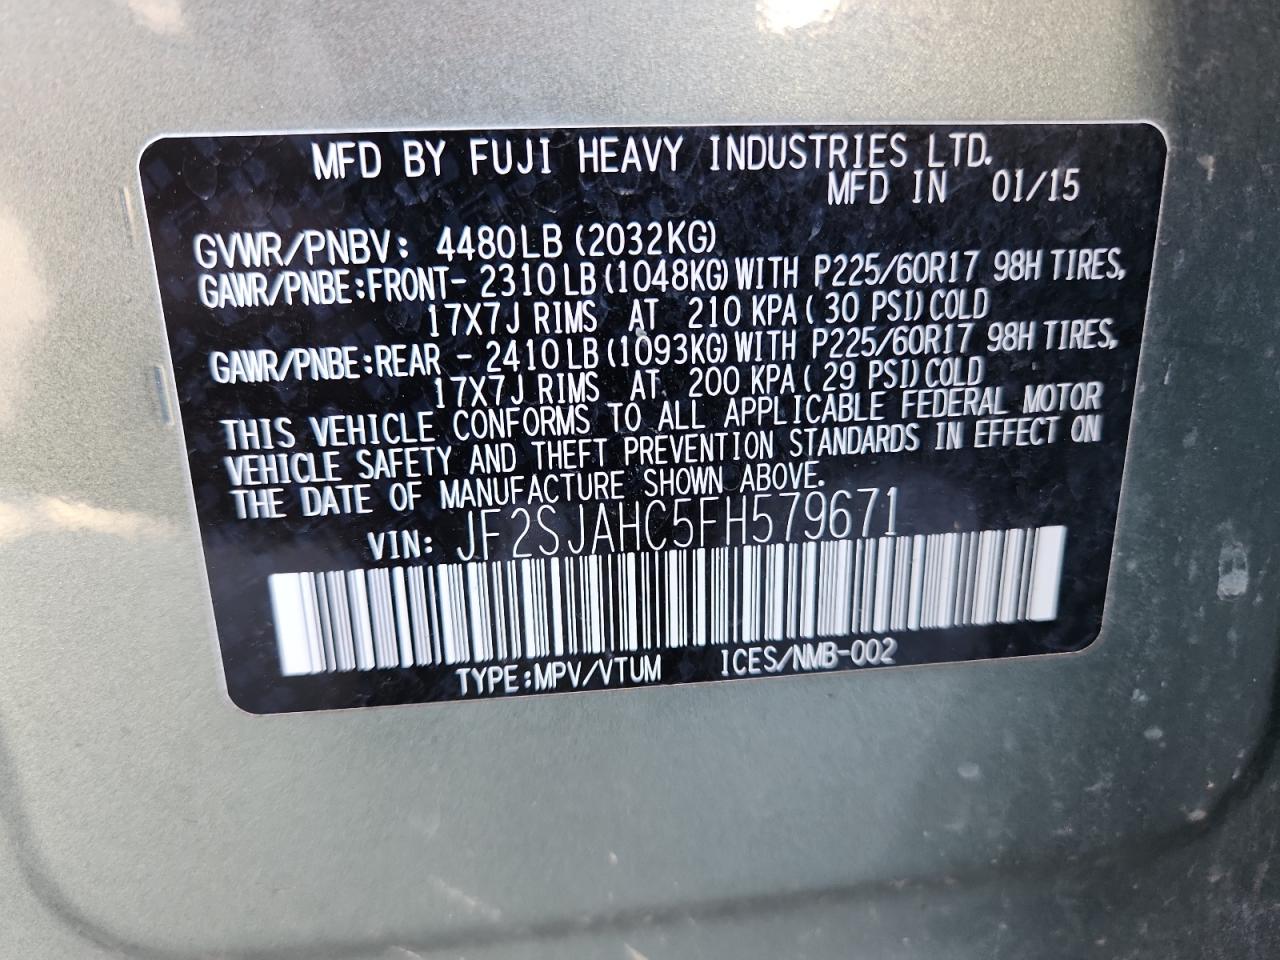 MFD BY FUJI HEAVY INDUSTRIES LTD.
MFD IN 01/15
GVWR/PNBV: 4480LB (2032KG)
GAWR/PNBE:FRONT- 2310LB (1048KG) WITH P225/60R17 98H TIRES,
17X7J RIMS AT 210 KPA ( 30 PSI) COLD
GAWR/PNBE:REAR - 2410LB (1093KG) WITH P225/60R17 98H TIRES,
17X7J RIMS AT 200 KPA ( 29 PSI) COLD
THIS VEHICLE CONFORMS TO ALL APPLICABLE FEDERAL MOTOR
VEHICLE SAFETY AND THEFT PREVENTION STANDARDS IN EFFECT ON
THE DATE OF MANUFACTURE SHOWN ABOVE.
VIN: JF2SJAHC5FH579671
TYPE:MPV/VTUM ICES/NMB-002